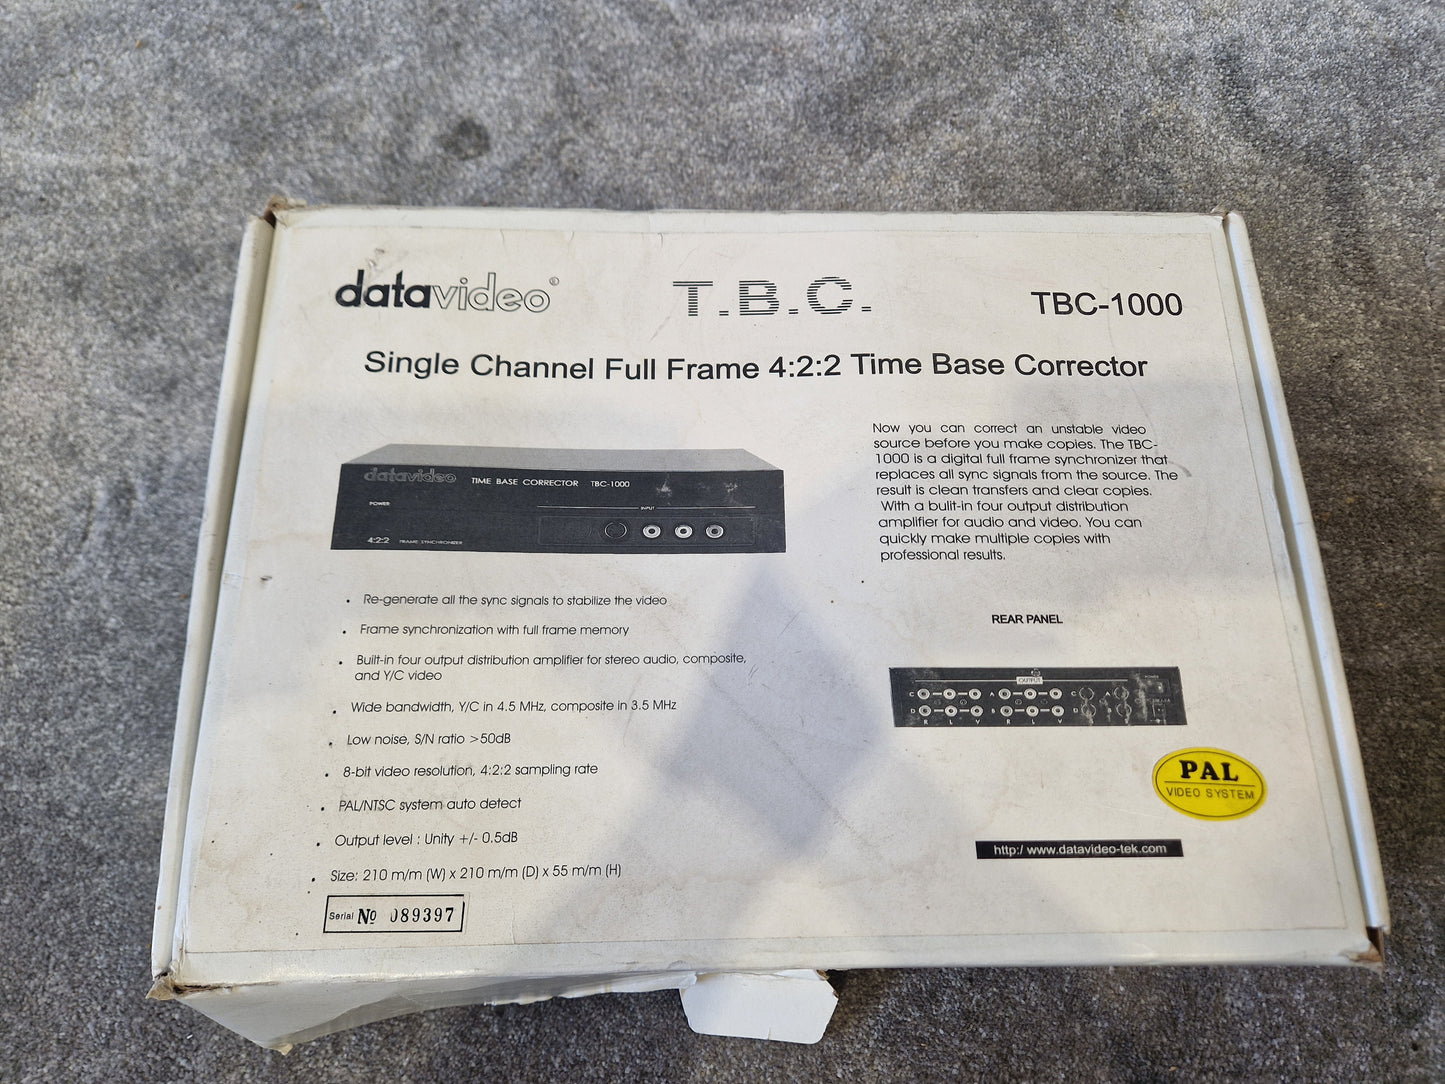 datavideo®
T.B.C.
TBC-1000
Single Channel Full Frame 4:2:2 Time Base Corrector
datavideo TIME BASE CORRECTOR TBC-1000
POWER
INPUT
4:2:2 FRAME SYNCHRONIZER
Now you can correct an unstable video
source before you make copies. The TBC-
1000 is a digital full frame synchronizer that
replaces all sync signals from the source. The
result is clean transfers and clear copies.
With a bulit-in four output distribution
amplifier for audio and video. You can
quickly make multiple copies with
professional results.
• Re-generate all the sync signals to stabilize the video
• Frame synchronization with full frame memory
• Built-in four output distribution amplifier for stereo audio, composite,
and Y/C video
• Wide bandwidth, Y/C in 4.5 MHz, composite in 3.5 MHz
• Low noise, S/N ratio >50dB
• 8-bit video resolution, 4:2:2 sampling rate
• PAL/NTSC system auto detect
• Output level : Unity +/- 0.5dB
• Size: 210 m/m (W) x 210 m/m (D) x 55 m/m (H)
Serial No 089397
REAR PANEL
OUTPUT
POWER
C A C A
D B D
R L V R L V
PAL
VIDEO SYSTEM
http:/ www.datavideo-tek.com